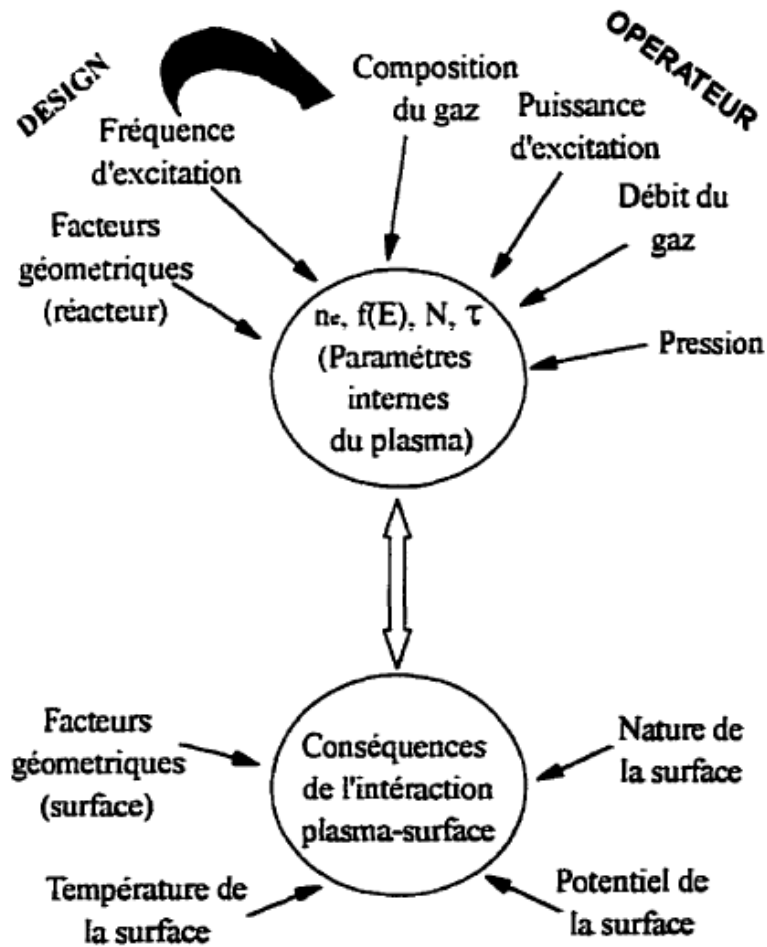 DESIGN
OPERATEUR
Fréquence
d'excitation
Composition
du gaz
Puissance
d'excitation
Débit du
gaz
Facteurs
géometriques
(réacteur)
Pression
nₑ, f(E), N, τ
(Paramétres
internes
du plasma)
Facteurs
géometriques
(surface)
Conséquences
de l'intéraction
plasma-surface
Nature de
la surface
Température de
la surface
Potentiel de
la surface